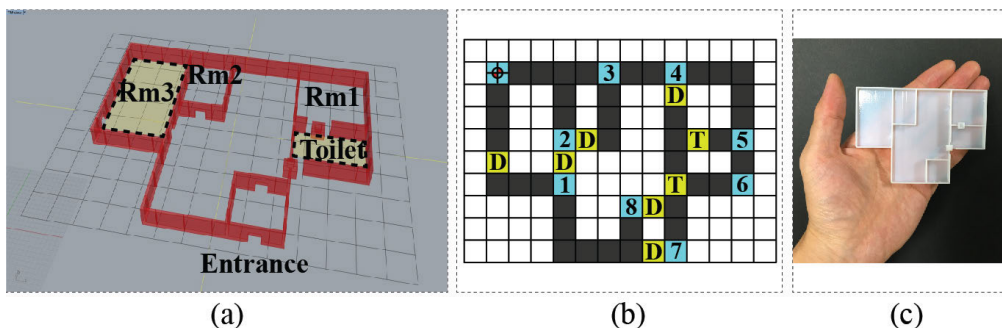 Rm2
Rm3
Rm1
Toilet
Entrance
3 4
D
2 D T 5
D D
1 T 6
8 D
D 7
(a) (b) (c)